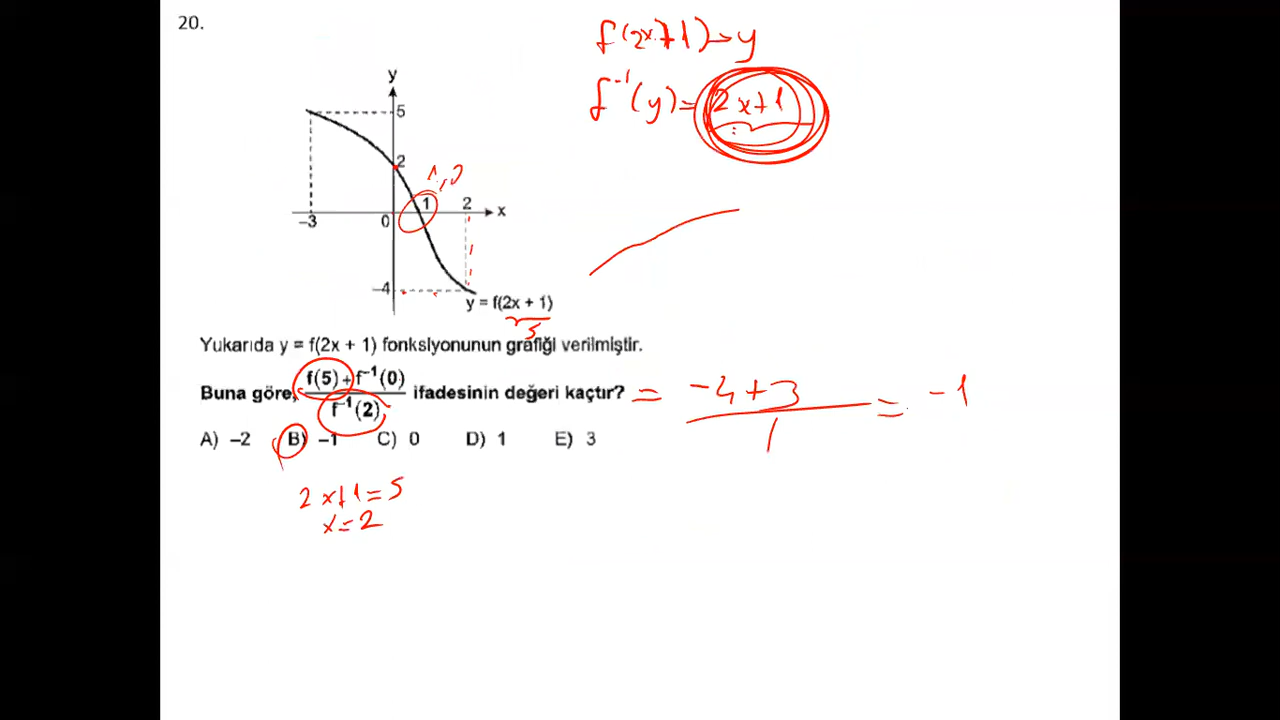 20.
f(2x+1)→y
f⁻¹(y)=2x+1
y
5
2
1,0
1
2
x
-3
0
-4
y = f(2x + 1)
5
Yukarıda y = f(2x + 1) fonksiyonunun grafiği verilmiştir.
Buna göre, f(5) + f⁻¹(0) / f⁻¹(2) ifadesinin değeri kaçtır? = -4+3 / 1 = -1
A) -2 B) -1 C) 0 D) 1 E) 3
2x+1=5
x=2